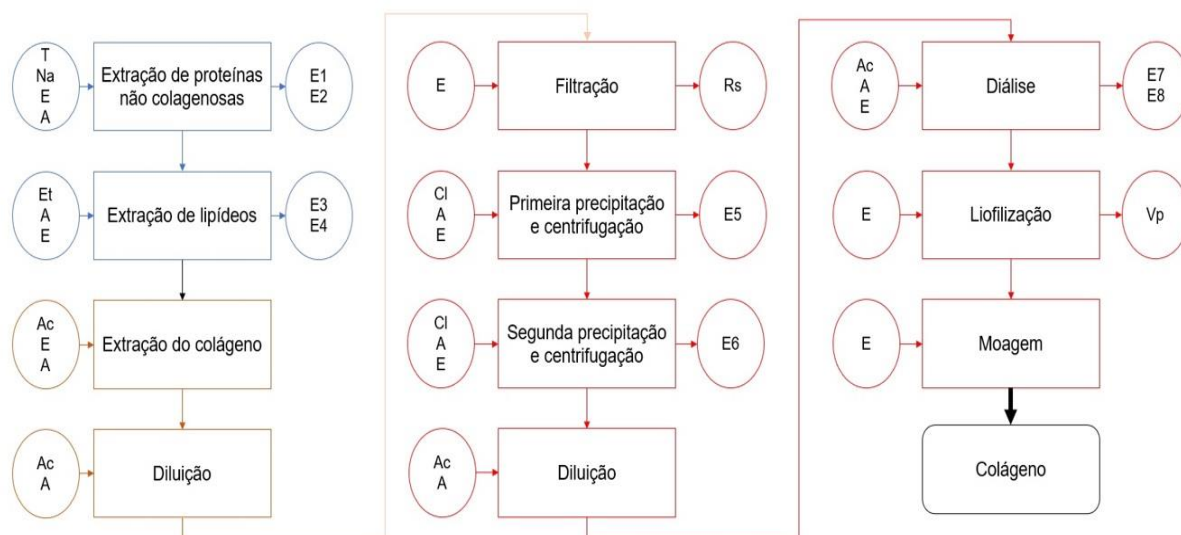 T
Na
E
A
Extração de proteínas
não colagenosas
E1
E2
Et
A
E
Extração de lipídeos
E3
E4
Ac
E
A
Extração do colágeno
Ac
A
Diluição
E
Filtração
Rs
Cl
A
E
Primeira precipitação
e centrifugação
E5
Cl
A
E
Segunda precipitação
e centrifugação
E6
Ac
A
Diluição
Ac
A
E
Diálise
E7
E8
E
Liofilização
Vp
E
Moagem
Colágeno